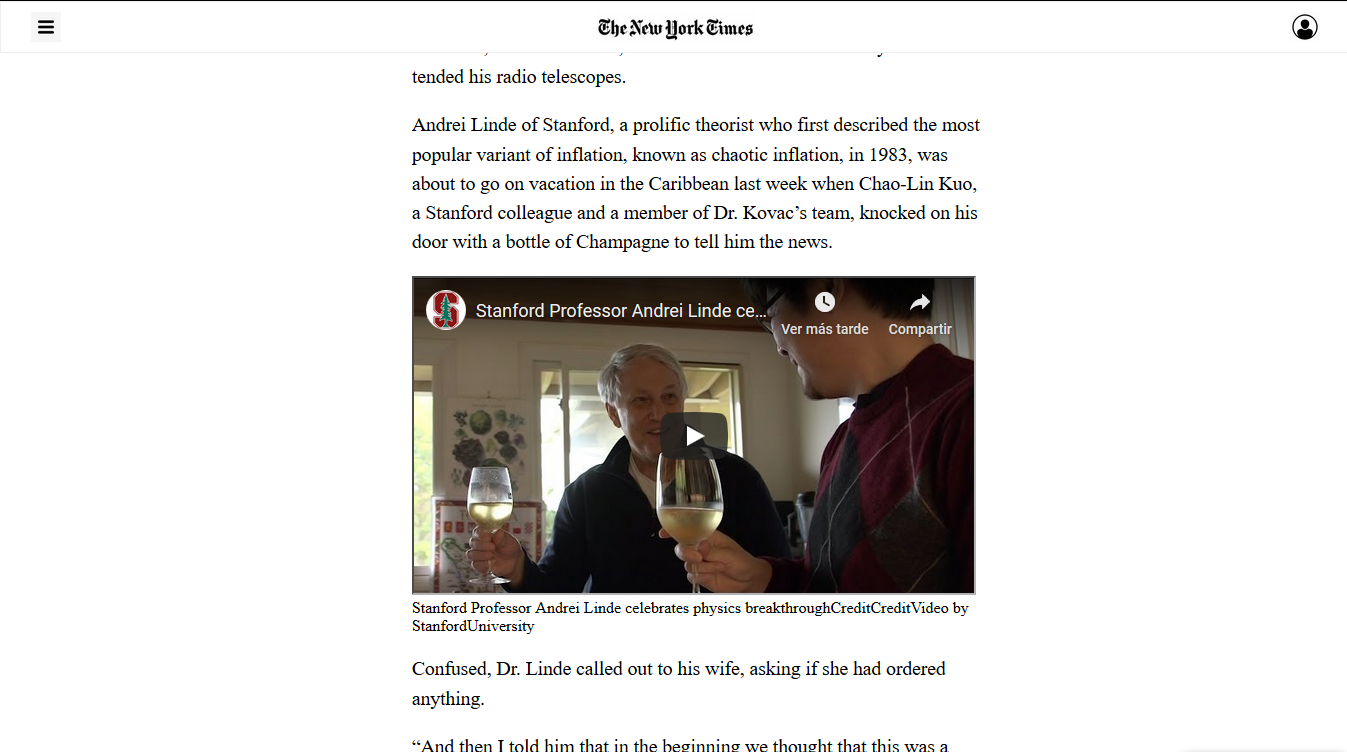 The New York Times
tended his radio telescopes.
Andrei Linde of Stanford, a prolific theorist who first described the most
popular variant of inflation, known as chaotic inflation, in 1983, was
about to go on vacation in the Caribbean last week when Chao-Lin Kuo,
a Stanford colleague and a member of Dr. Kovac’s team, knocked on his
door with a bottle of Champagne to tell him the news.
S
Stanford Professor Andrei Linde ce...
Ver más tarde
Compartir
Stanford Professor Andrei Linde celebrates physics breakthroughCreditCreditVideo by
StanfordUniversity
Confused, Dr. Linde called out to his wife, asking if she had ordered
anything.
“And then I told him that in the beginning we thought that this was a